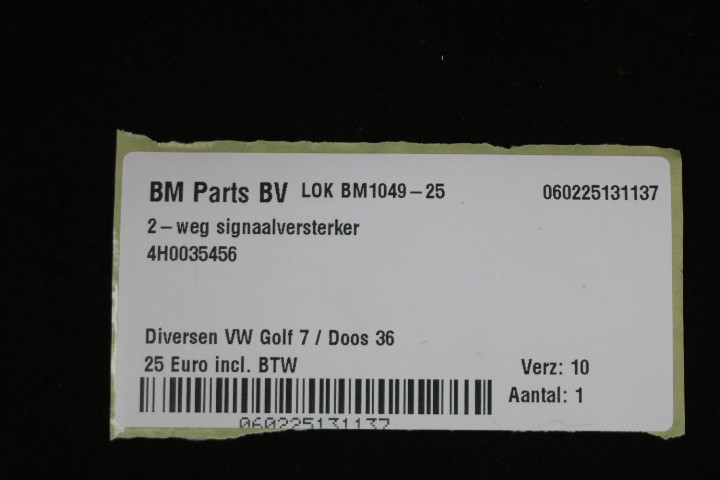 BM Parts BV LOK BM1049-25 060225131137
2-weg signaalversterker
4H0035456
Diversen VW Golf 7 / Doos 36
25 Euro incl. BTW Verz: 10
Aantal: 1
060225131137